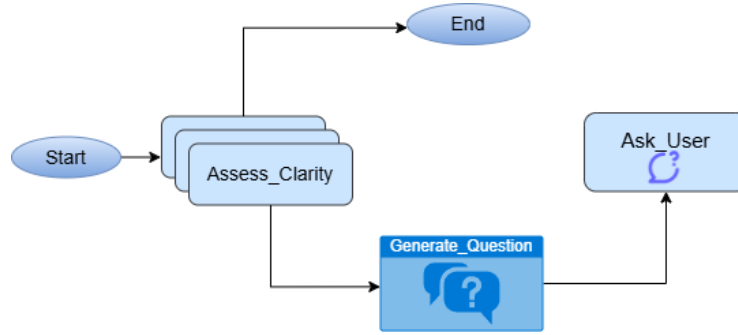 End
Start
Assess_Clarity
Ask_User
Generate_Question